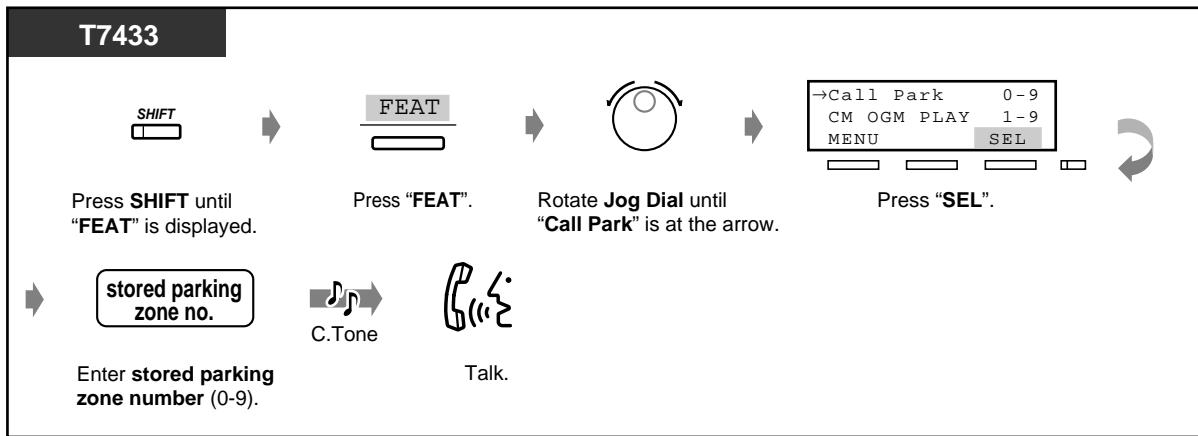 T7433
SHIFT
FEAT
→Call Park 0-9
CM OGM PLAY 1-9
MENU SEL
Press SHIFT until
“FEAT” is displayed.
Press “FEAT”.
Rotate Jog Dial until
“Call Park” is at the arrow.
Press “SEL”.
stored parking
zone no.
C.Tone
Enter stored parking
zone number (0-9).
Talk.